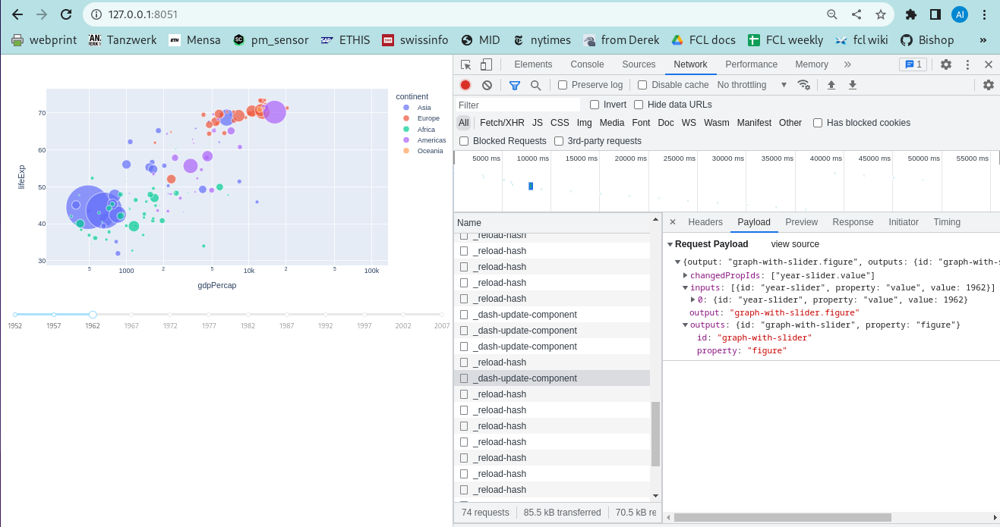 127.0.0.1:8051
AI
webprint TANZWERK Tanzwerk ETH Mensa SC pm_sensor SAP ETHIS SWI swissinfo MID nytimes from Derek FCL docs FCL weekly fcl wiki Bishop »
Elements Console Sources Network Performance Memory » 1
Preserve log Disable cache No throttling
Filter Invert Hide data URLs
All Fetch/XHR JS CSS Img Media Font Doc WS Wasm Manifest Other Has blocked cookies
Blocked Requests 3rd-party requests
5000 ms 10000 ms 15000 ms 20000 ms 25000 ms 30000 ms 35000 ms 40000 ms 45000 ms 50000 ms 55000 ms
continent
Asia
Europe
Africa
Americas
Oceania
lifeExp
70
60
50
40
30
5 1000 2 5 10k 2 5 100k
gdpPercap
1952 1957 1962 1967 1972 1977 1982 1987 1992 1997 2002 2007
Name
_reload-hash
_reload-hash
_reload-hash
_reload-hash
_reload-hash
_dash-update-component
_dash-update-component
_dash-update-component
_reload-hash
_dash-update-component
_reload-hash
_reload-hash
_reload-hash
_reload-hash
_reload-hash
_reload-hash
_reload-hash
74 requests 85.5 kB transferred 70.5 kB re
Headers Payload Preview Response Initiator Timing
Request Payload view source
{output: "graph-with-slider.figure", outputs: {id: "graph-with-s
changedPropIds: ["year-slider.value"]
inputs: [{id: "year-slider", property: "value", value: 1962}]
0: {id: "year-slider", property: "value", value: 1962}
output: "graph-with-slider.figure"
outputs: {id: "graph-with-slider", property: "figure"}
id: "graph-with-slider"
property: "figure"